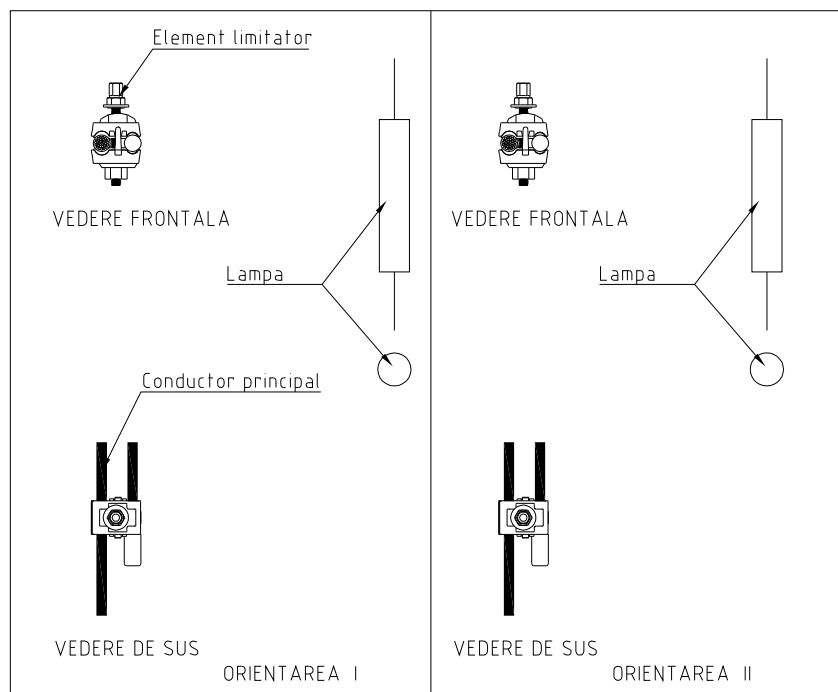 Element limitator
VEDERE FRONTALA
Lampa
Conductor principal
VEDERE DE SUS
ORIENTAREA I
VEDERE FRONTALA
Lampa
VEDERE DE SUS
ORIENTAREA II